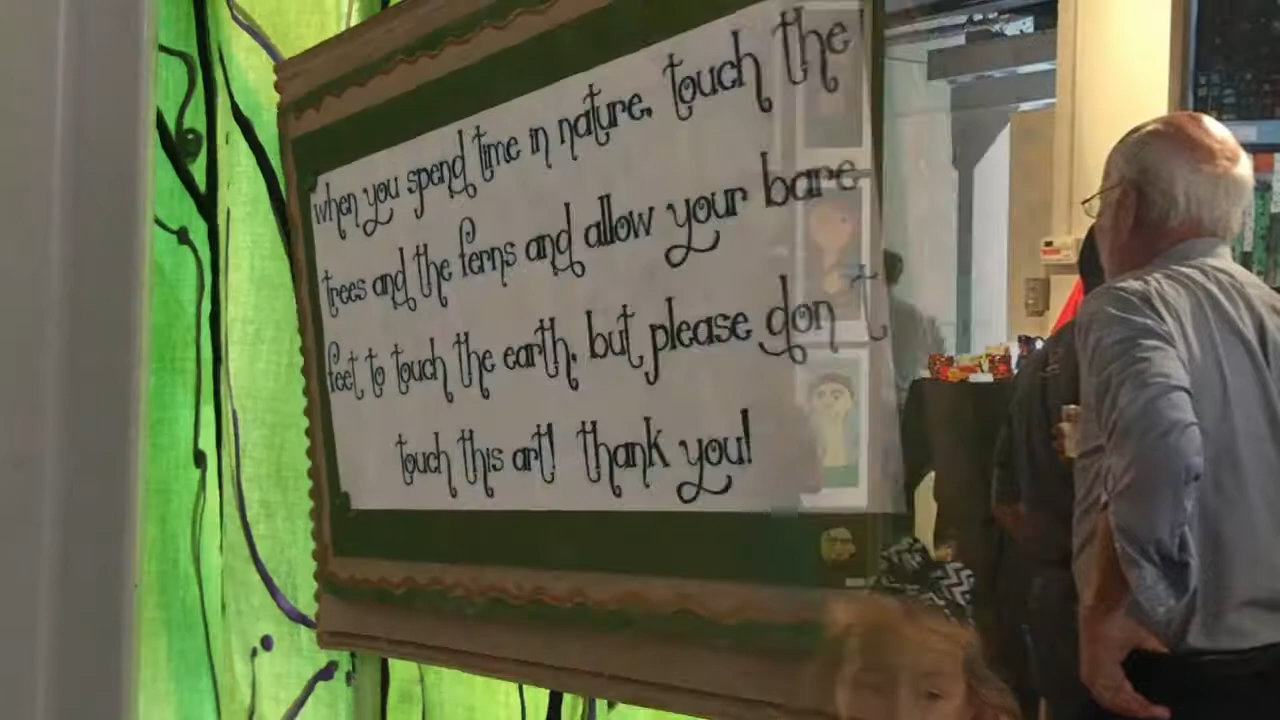 when you spend time in nature, touch the
trees and the ferns and allow your bare
feet to touch the earth, but please don't
touch this art! thank you!